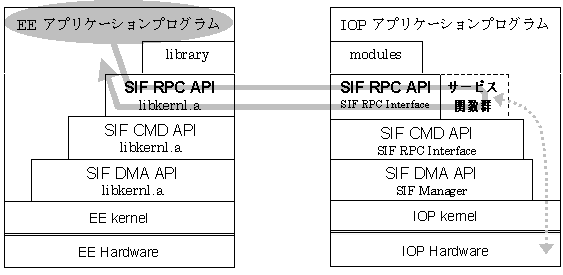 EE アプリケーションプログラム
library
SIF RPC API
libkernl.a
SIF CMD API
libkernl.a
SIF DMA API
libkernl.a
EE kernel
EE Hardware
IOP アプリケーションプログラム
modules
SIF RPC API
SIF RPC Interface
サービス
関数群
SIF CMD API
SIF RPC Interface
SIF DMA API
SIF Manager
IOP kernel
IOP Hardware